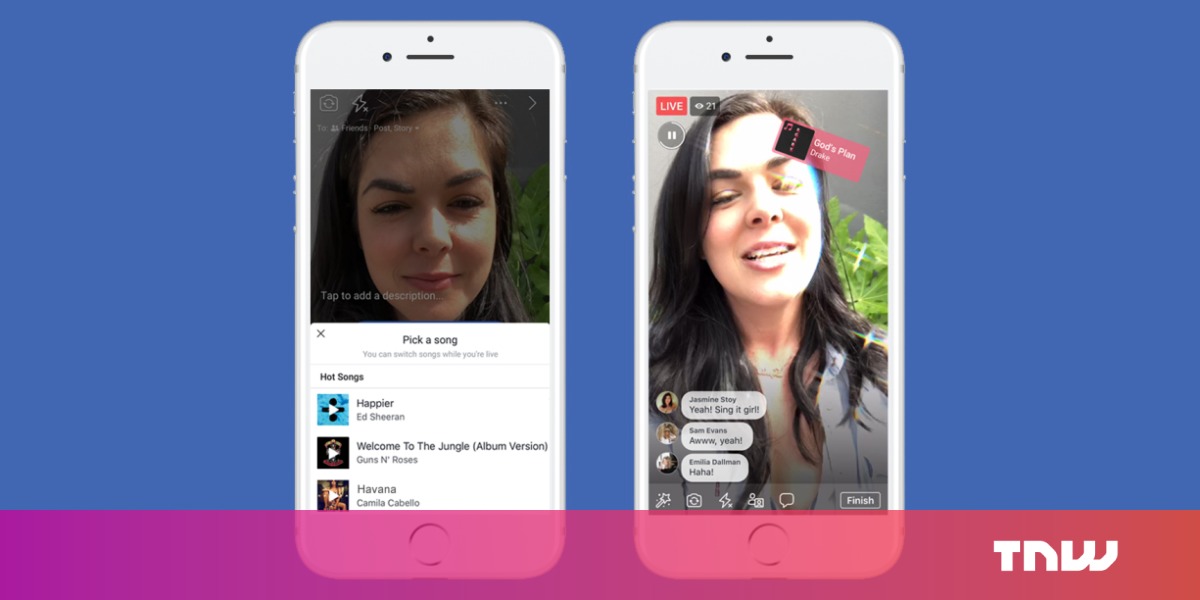 To: Friends · Post, Story
Tap to add a description...
Pick a song
You can switch songs while you're live
Hot Songs
Happier
Ed Sheeran
Welcome To The Jungle (Album Version)
Guns N' Roses
Havana
Camila Cabello
LIVE 21
God's Plan
Drake
Jasmine Stoy
Yeah! Sing it girl!
Sam Evans
Awww, yeah!
Emilia Dallman
Haha!
Finish
TNW